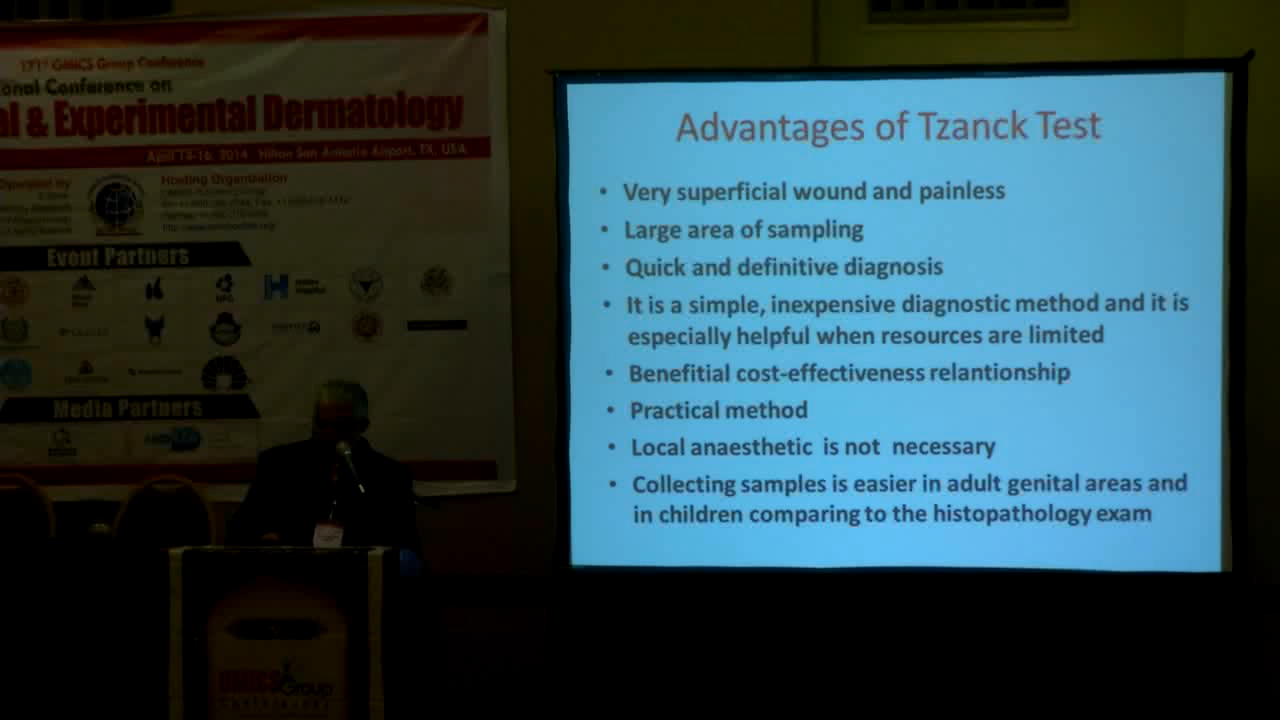 171st OMICS Group Conference
onal Conference on
al & Experimental Dermatology
April 14-16, 2014 Hilton San Antonio Airport, TX, USA
Hosting Organization
Event Partners
Media Partners
OMICS
Group
Conferences
Advantages of Tzanck Test
• Very superficial wound and painless
• Large area of sampling
• Quick and definitive diagnosis
• It is a simple, inexpensive diagnostic method and it is
especially helpful when resources are limited
• Benefitial cost-effectiveness relantionship
• Practical method
• Local anaesthetic is not necessary
• Collecting samples is easier in adult genital areas and
in children comparing to the histopathology exam